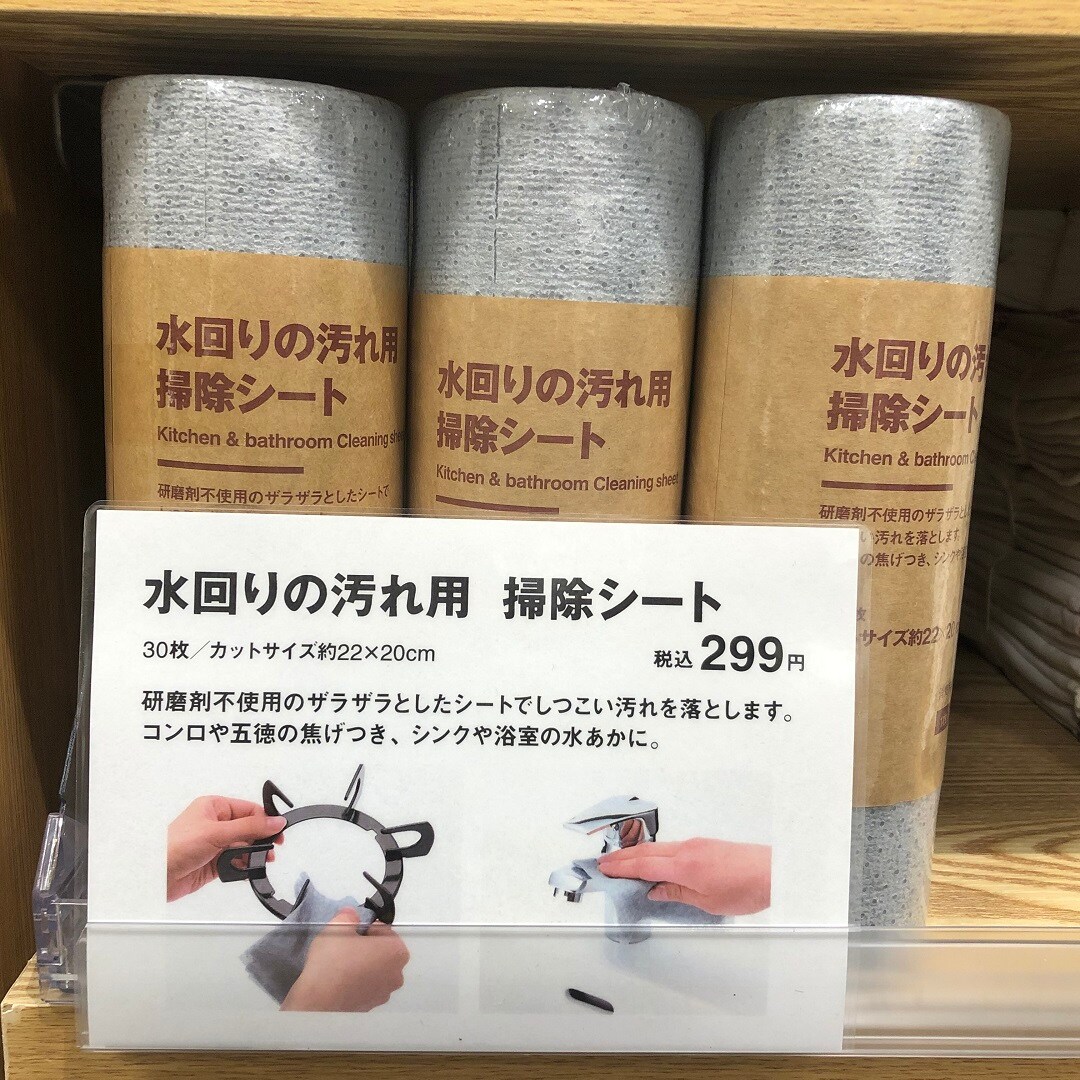 水回りの汚れ用
掃除シート
Kitchen & bathroom Cleaning
研磨剤不使用のザラザラとしたシートで
水回りの汚れ用
掃除シート
Kitchen & bathroom Cleaning sheet
水回りの汚
掃除シート
Kitchen & bathroom
研磨剤不使用のザラザラと
い汚れを落とします
の焦げつき、シンクや
サイズ約22×20
水回りの汚れ用 掃除シート
30枚／カットサイズ約22×20cm
税込299円
研磨剤不使用のザラザラとしたシートでしつこい汚れを落とします。
コンロや五徳の焦げつき、シンクや浴室の水あかに。